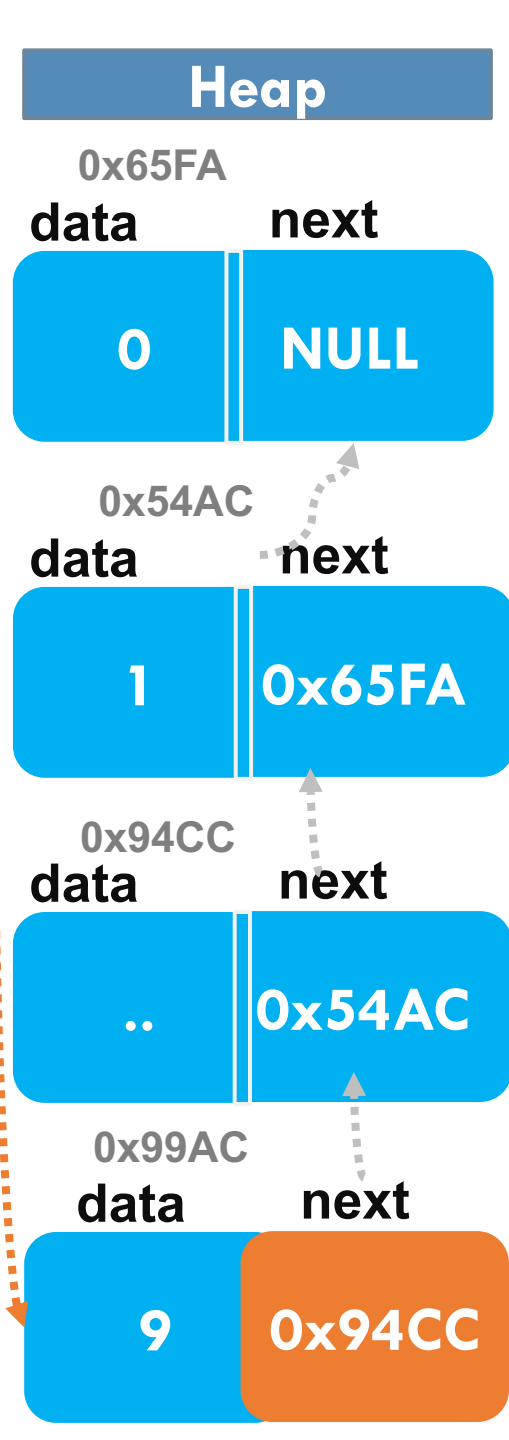 Heap
0x65FA
data next
0 NULL
0x54AC
data next
1 0x65FA
0x94CC
data next
.. 0x54AC
0x99AC
data next
9 0x94CC